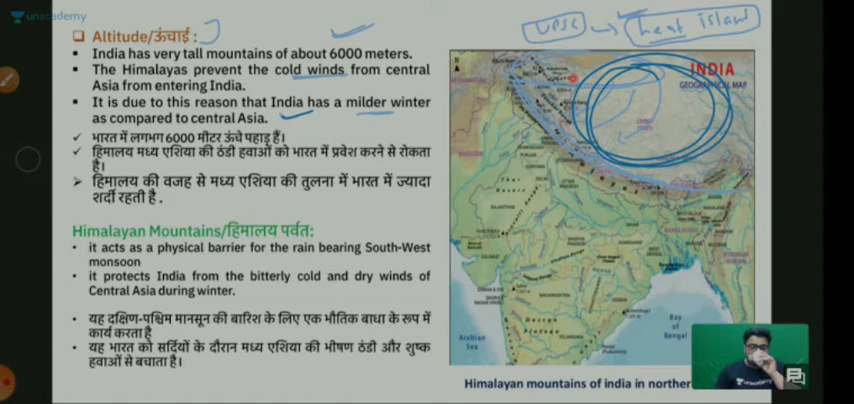 unacademy
Altitude/ऊंचाई :
UPSC → heat island
India has very tall mountains of about 6000 meters.
The Himalayas prevent the cold winds from central
Asia from entering India.
It is due to this reason that India has a milder winter
as compared to central Asia.
भारत में लगभग 6000 मीटर ऊंचे पहाड़ हैं।
हिमालय मध्य एशिया की ठंडी हवाओं को भारत में प्रवेश करने से रोकता
है।
हिमालय की वजह से मध्य एशिया की तुलना में भारत में ज्यादा
शर्दी रहती है .
Himalayan Mountains/हिमालय पर्वत:
it acts as a physical barrier for the rain bearing South-West
monsoon
it protects India from the bitterly cold and dry winds of
Central Asia during winter.
यह दक्षिण-पश्चिम मानसून की बारिश के लिए एक भौतिक बाधा के रूप में
कार्य करता है
यह भारत को सर्दियों के दौरान मध्य एशिया की भीषण ठंडी और शुष्क
हवाओं से बचाता है।
INDIA
GEOGRAPHICAL MAP
N
Thar
Desert
Deccan
Plateau
Arabian
Sea
Bay
of
Bengal
Himalayan mountains of india in norther
unacademy